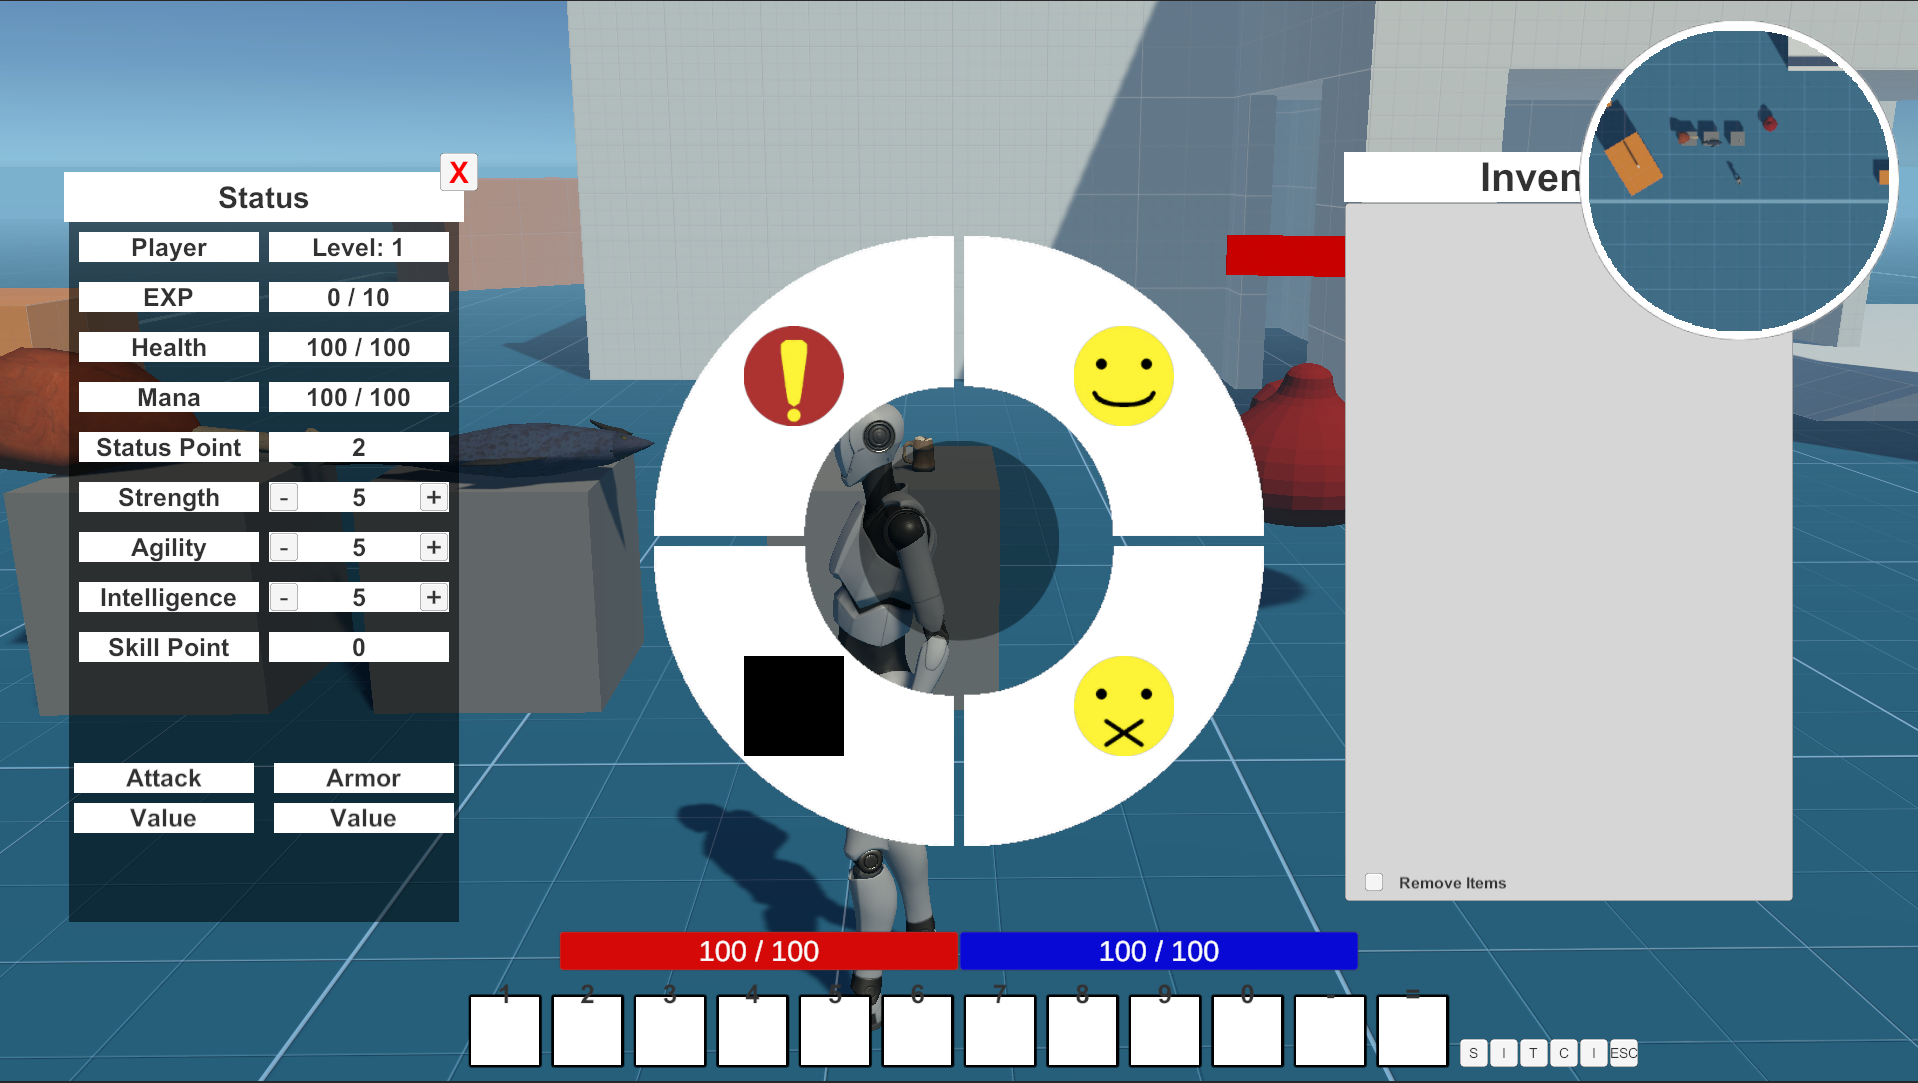 X
Status
Player Level: 1
EXP 0 / 10
Health 100 / 100
Mana 100 / 100
Status Point 2
Strength - 5 +
Agility - 5 +
Intelligence - 5 +
Skill Point 0
Attack Armor
Value Value
Inven
Remove Items
100 / 100 100 / 100
1 2 3 4 5 6 7 8 9 0 - =
S I T C I ESC